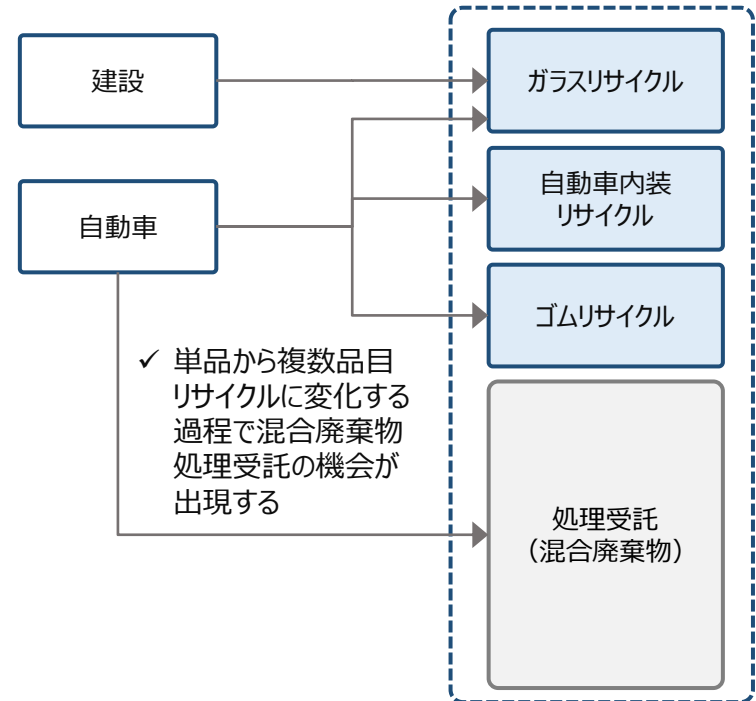 建設
ガラスリサイクル
自動車
自動車内装
リサイクル
ゴムリサイクル
✓ 単品から複数品目
リサイクルに変化する
過程で混合廃棄物
処理受託の機会が
出現する
処理受託
（混合廃棄物）